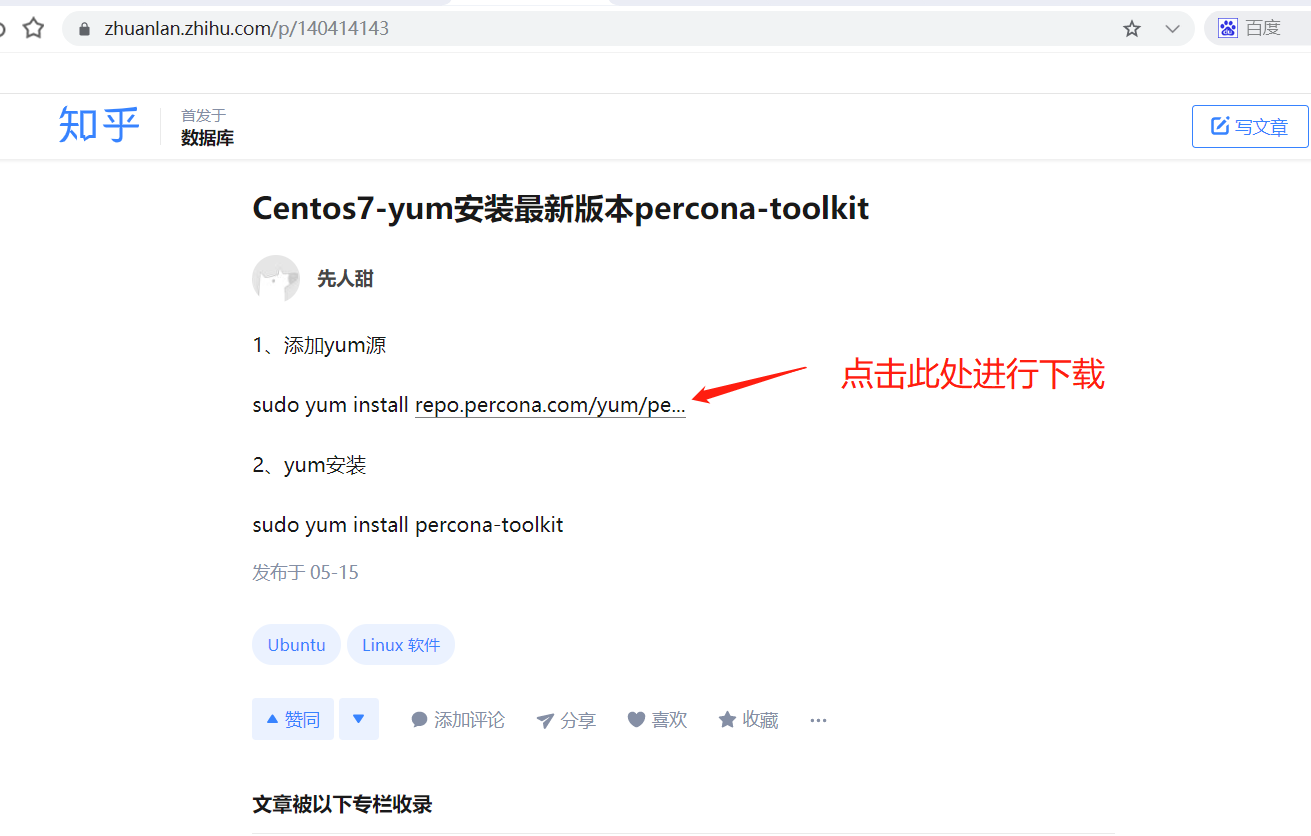 zhuanlan.zhihu.com/p/140414143
百度
知乎
首发于
数据库
写文章
Centos7-yum安装最新版本percona-toolkit
先人甜
1、添加yum源
点击此处进行下载
sudo yum install repo.percona.com/yum/pe...
2、yum安装
sudo yum install percona-toolkit
发布于 05-15
Ubuntu
Linux 软件
赞同
添加评论
分享
喜欢
收藏
文章被以下专栏收录